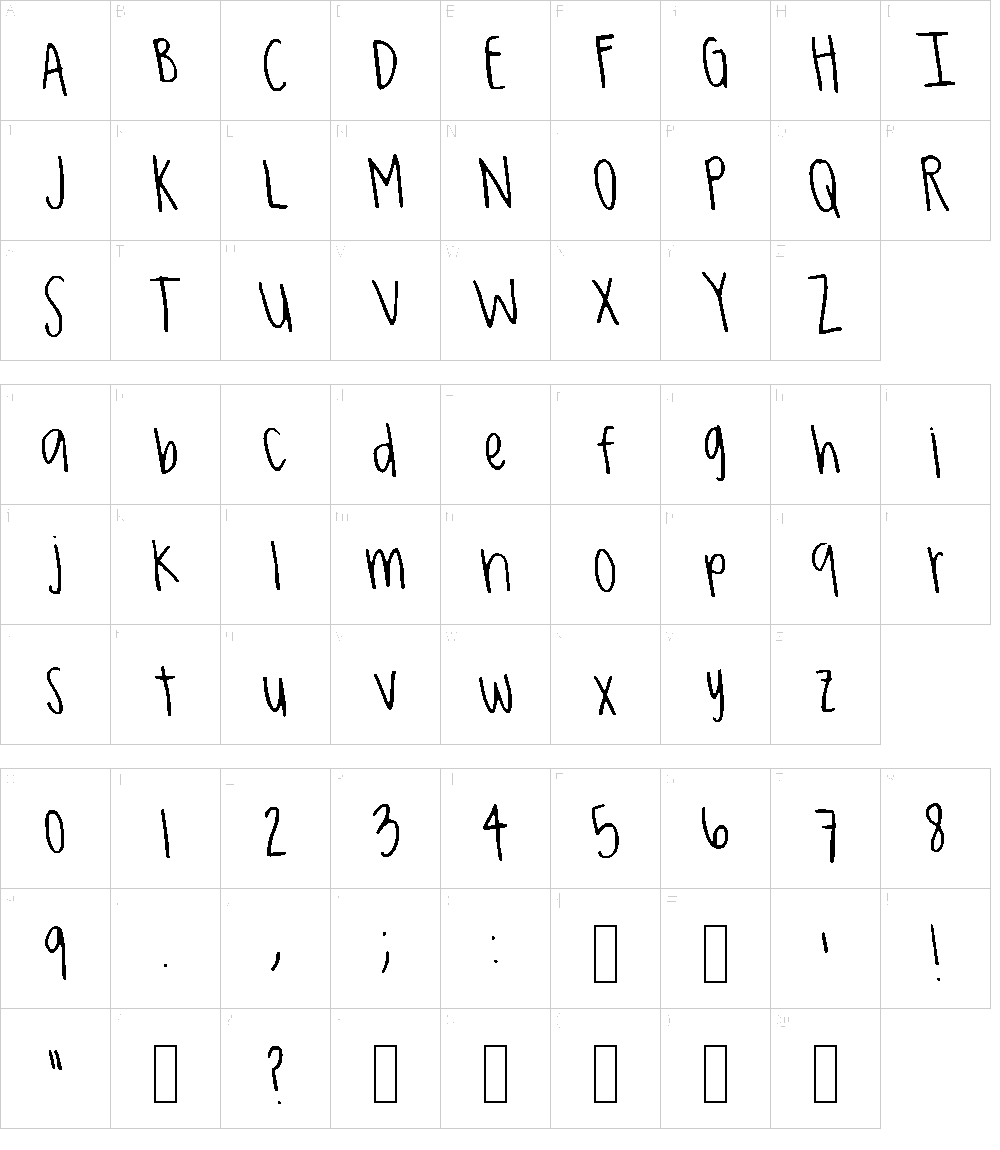 A B C D E F G H I
J K L M N O P Q R
S T U V W X Y Z
a b c d e f g h i
j k l m n o p q r
s t u v w x y z
0 1 2 3 4 5 6 7 8
9 . , ; : ' !
" ?